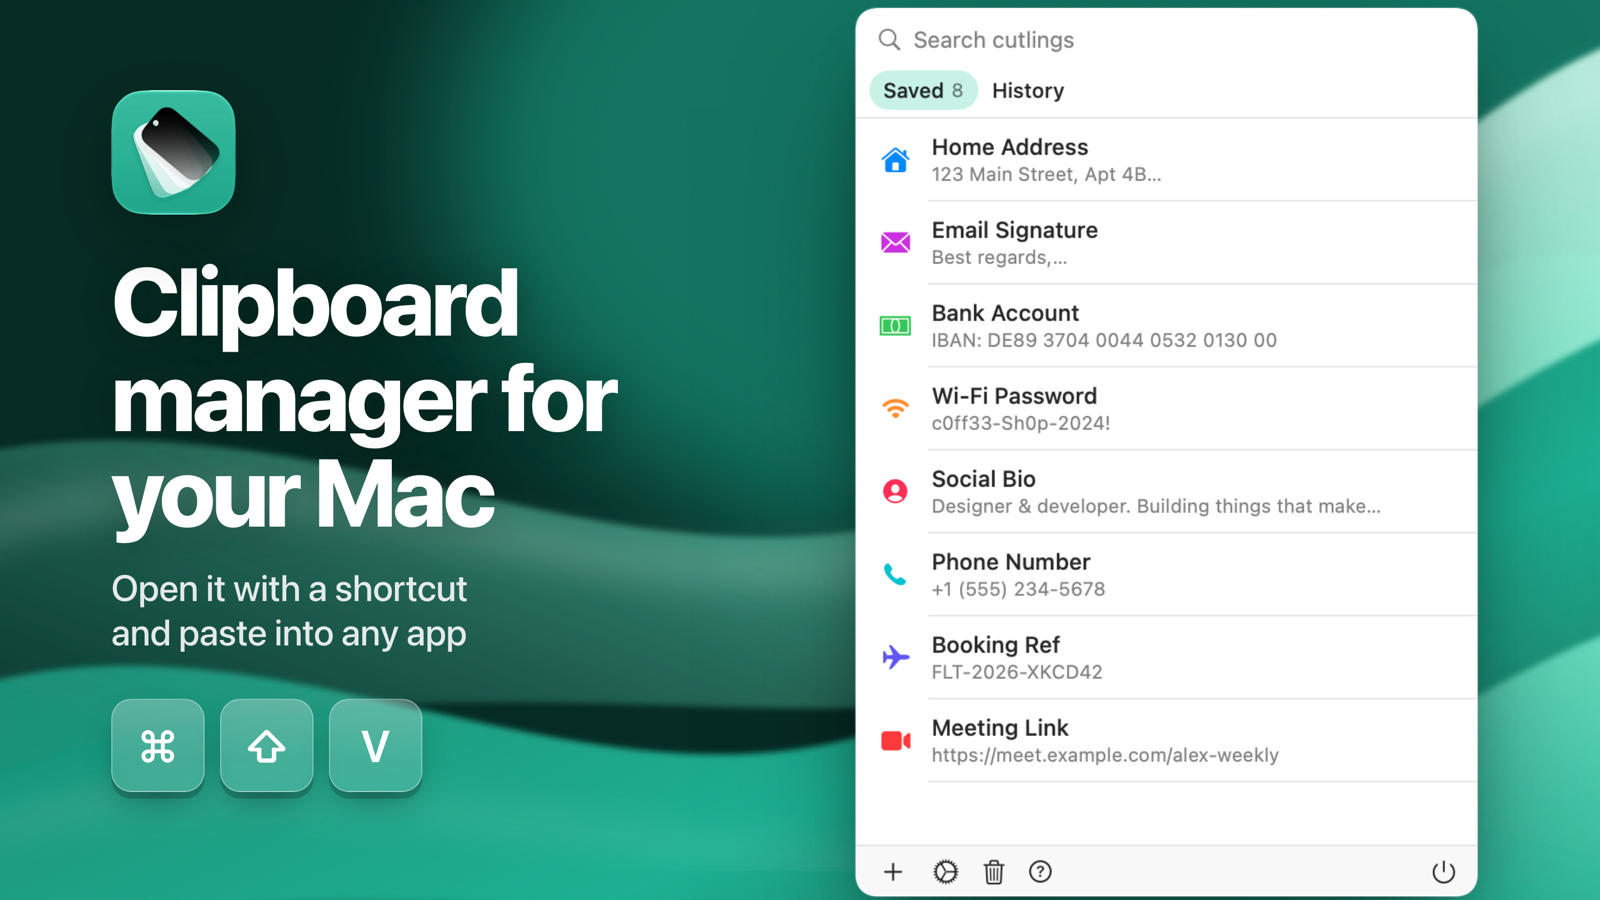 Clipboard
manager for
your Mac
Open it with a shortcut
and paste into any app
⌘ ⇧ V
Search cutlings
Saved 8 History
Home Address
123 Main Street, Apt 4B...
Email Signature
Best regards,...
Bank Account
IBAN: DE89 3704 0044 0532 0130 00
Wi-Fi Password
c0ff33-Sh0p-2024!
Social Bio
Designer & developer. Building things that make...
Phone Number
+1 (555) 234-5678
Booking Ref
FLT-2026-XKCD42
Meeting Link
https://meet.example.com/alex-weekly